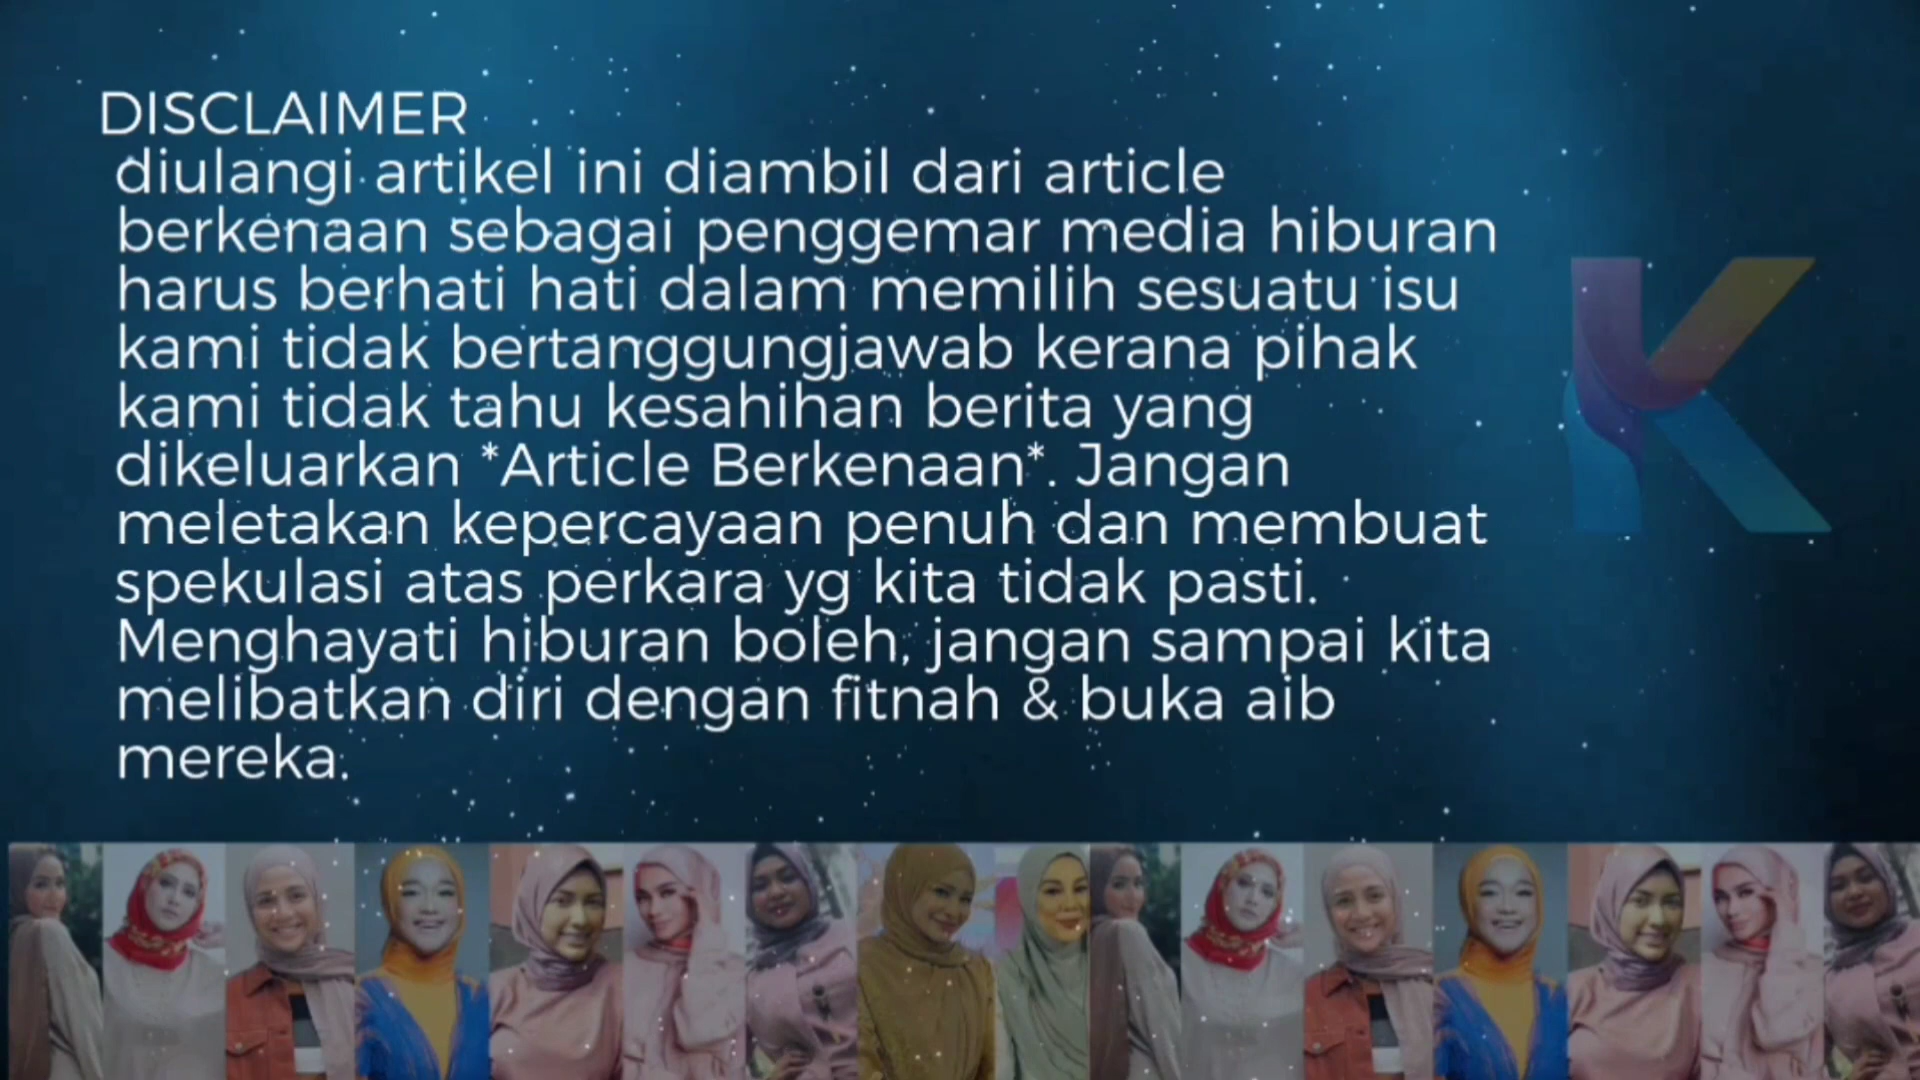 DISCLAIMER
diulangi artikel ini diambil dari article
berkenaan sebagai penggemar media hiburan
harus berhati hati dalam memilih sesuatu isu
kami tidak bertanggungjawab kerana pihak
kami tidak tahu kesahihan berita yang
dikeluarkan *Article Berkenaan*. Jangan
meletakan kepercayaan penuh dan membuat
spekulasi atas perkara yg kita tidak pasti.
Menghayati hiburan boleh, jangan sampai kita
melibatkan diri dengan fitnah & buka aib
mereka.
K